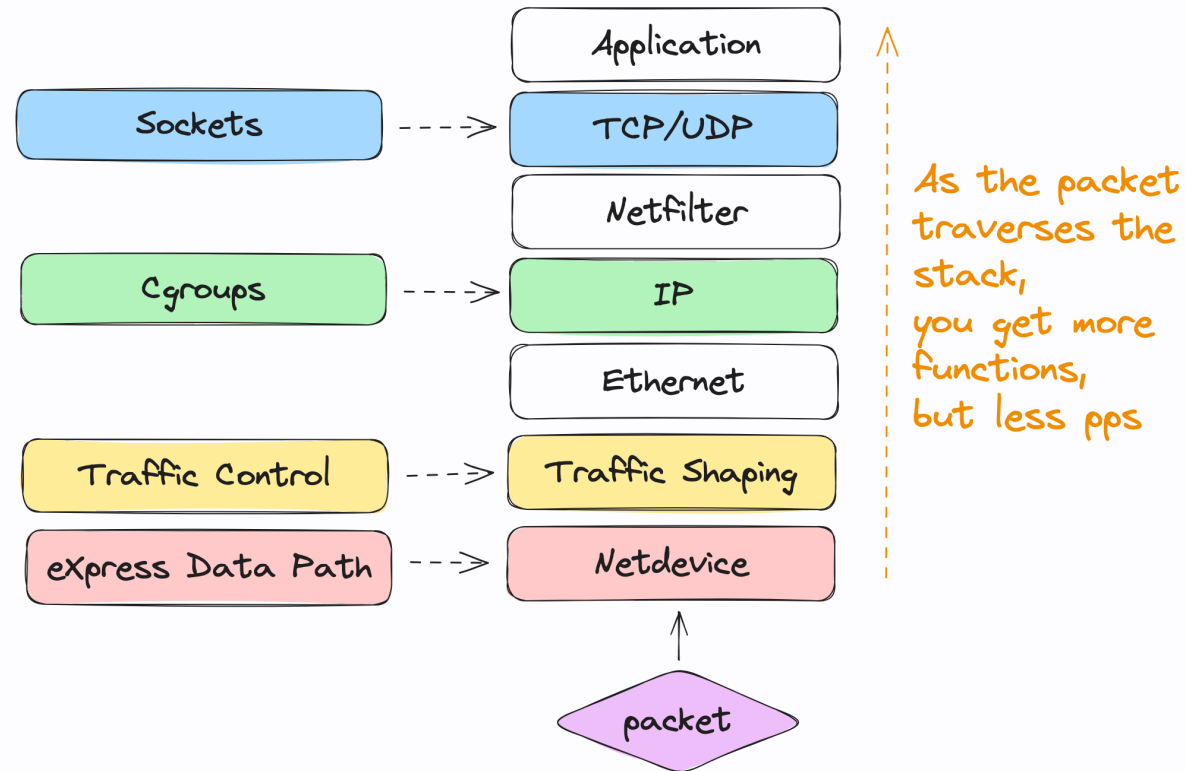 Application
Sockets
TCP/UDP
Netfilter
Cgroups
IP
Ethernet
Traffic Control
Traffic Shaping
eXpress Data Path
Netdevice
packet
As the packet
traverses the
stack,
you get more
functions,
but less pps